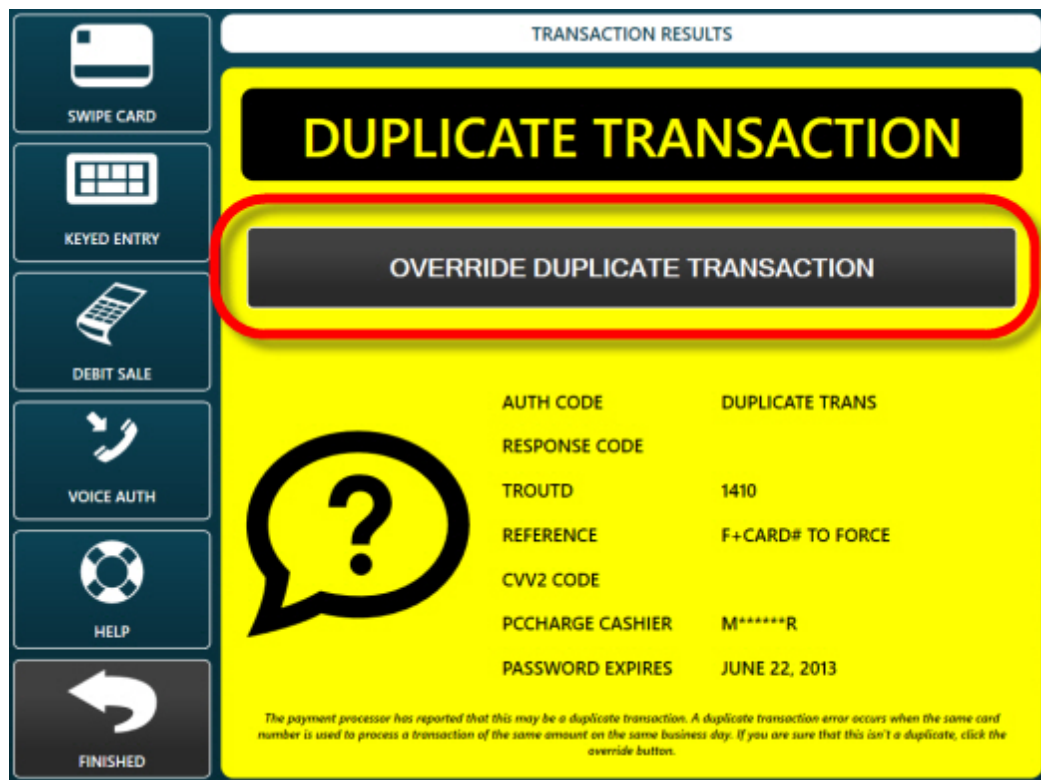 SWIPE CARD
KEYED ENTRY
DEBIT SALE
VOICE AUTH
HELP
FINISHED
TRANSACTION RESULTS
DUPLICATE TRANSACTION
OVERRIDE DUPLICATE TRANSACTION
AUTH CODE DUPLICATE TRANS
RESPONSE CODE
TROUTD 1410
REFERENCE F+CARD# TO FORCE
CVV2 CODE
PCCHARGE CASHIER M******R
PASSWORD EXPIRES JUNE 22, 2013
The payment processor has reported that this may be a duplicate transaction. A duplicate transaction error occurs when the same card
number is used to process a transaction of the same amount on the same business day. If you are sure that this isn't a duplicate, click the
override button.